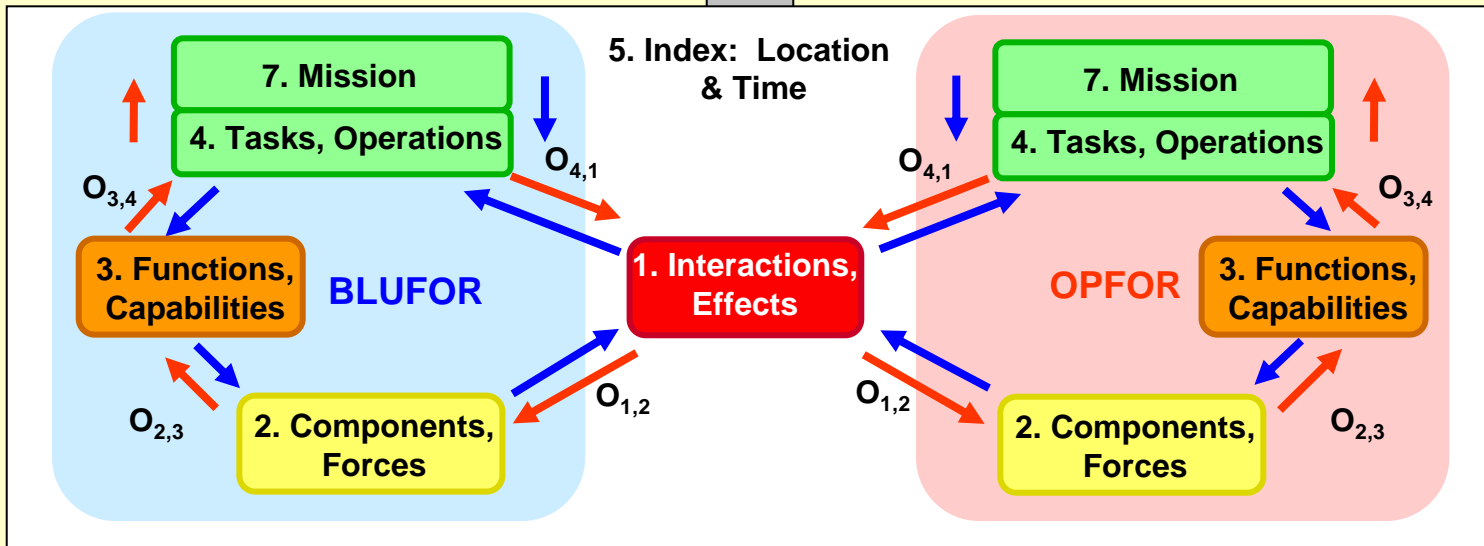 5. Index: Location
& Time
7. Mission
4. Tasks, Operations
O4,1
O3,4
3. Functions,
Capabilities
BLUFOR
2. Components,
Forces
O2,3
O1,2
1. Interactions,
Effects
7. Mission
4. Tasks, Operations
O4,1
O3,4
OPFOR
3. Functions,
Capabilities
2. Components,
Forces
O1,2
O2,3